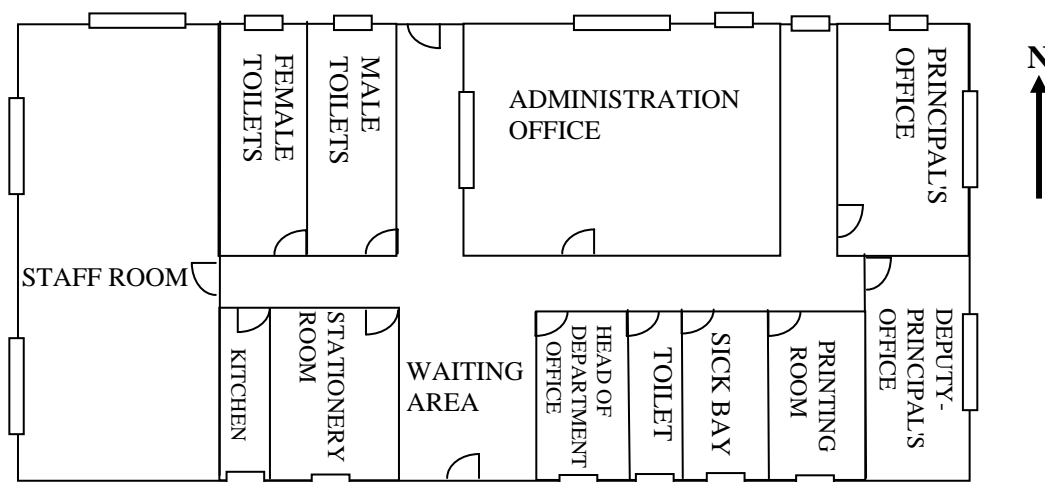 FEMALE
TOILETS
MALE
TOILETS
ADMINISTRATION
OFFICE
PRINCIPAL'S
OFFICE
N
STAFF ROOM
KITCHEN
STATIONERY
ROOM
WAITING
AREA
HEAD OF
DEPARTMENT
OFFICE
TOILET
SICK BAY
PRINTING
ROOM
DEPUTY-
PRINCIPAL'S
OFFICE